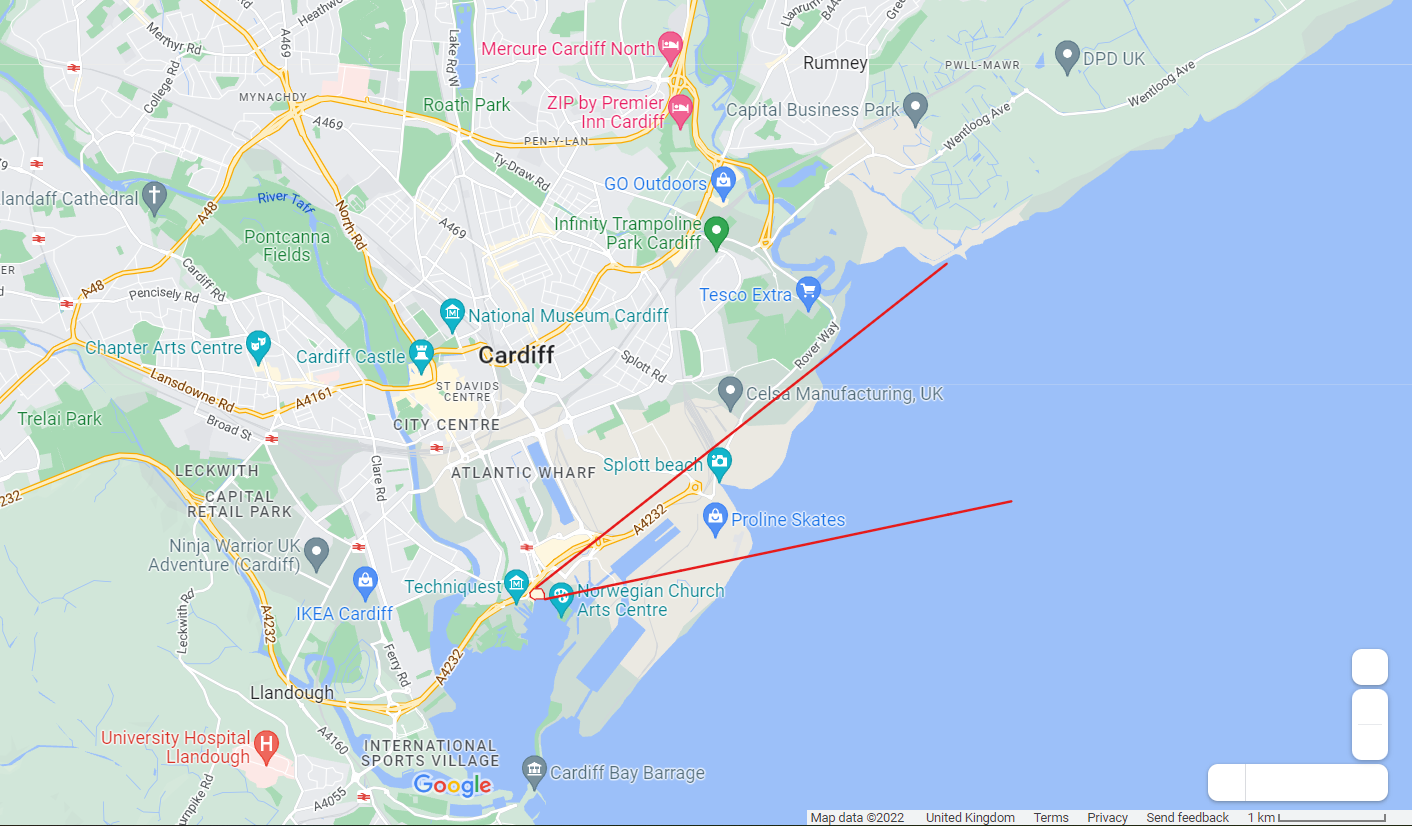 Heathwo
Merthyr Rd
A469
Lake Rd W
Mercure Cardiff North
Llanrum
B44
Gree
Rumney
PWLL-MAWR
DPD UK
Wentloog Ave
College Rd
MYNACHDY
Roath Park
ZIP by Premier
Inn Cardiff
Capital Business Park
Wentloog Ave
A469
PEN-Y-LAN
Ty-Draw Rd
landaff Cathedral
River Taff
A48
North Rd
GO Outdoors
Infinity Trampoline
Park Cardiff
A469
Pontcanna
Fields
ER
Cardiff Rd
A48
Pencisely Rd
Tesco Extra
National Museum Cardiff
Rover Way
Chapter Arts Centre
Cardiff Castle
Cardiff
Splott Rd
Lansdowne Rd
A4161
ST DAVIDS
CENTRE
Celsa Manufacturing, UK
Trelai Park
Broad St
CITY CENTRE
LECKWITH
Clare Rd
ATLANTIC WHARF
Splott beach
232
CAPITAL
RETAIL PARK
A4232
Proline Skates
Ninja Warrior UK
Adventure (Cardiff)
Techniquest
Norwegian Church
Arts Centre
IKEA Cardiff
Leckwith Rd
A4232
Ferry Rd
A4232
Llandough
University Hospital
Llandough
A4160
INTERNATIONAL
SPORTS VILLAGE
Google
Cardiff Bay Barrage
rnpike Rd
A4055
Map data ©2022 United Kingdom Terms Privacy Send feedback 1 km